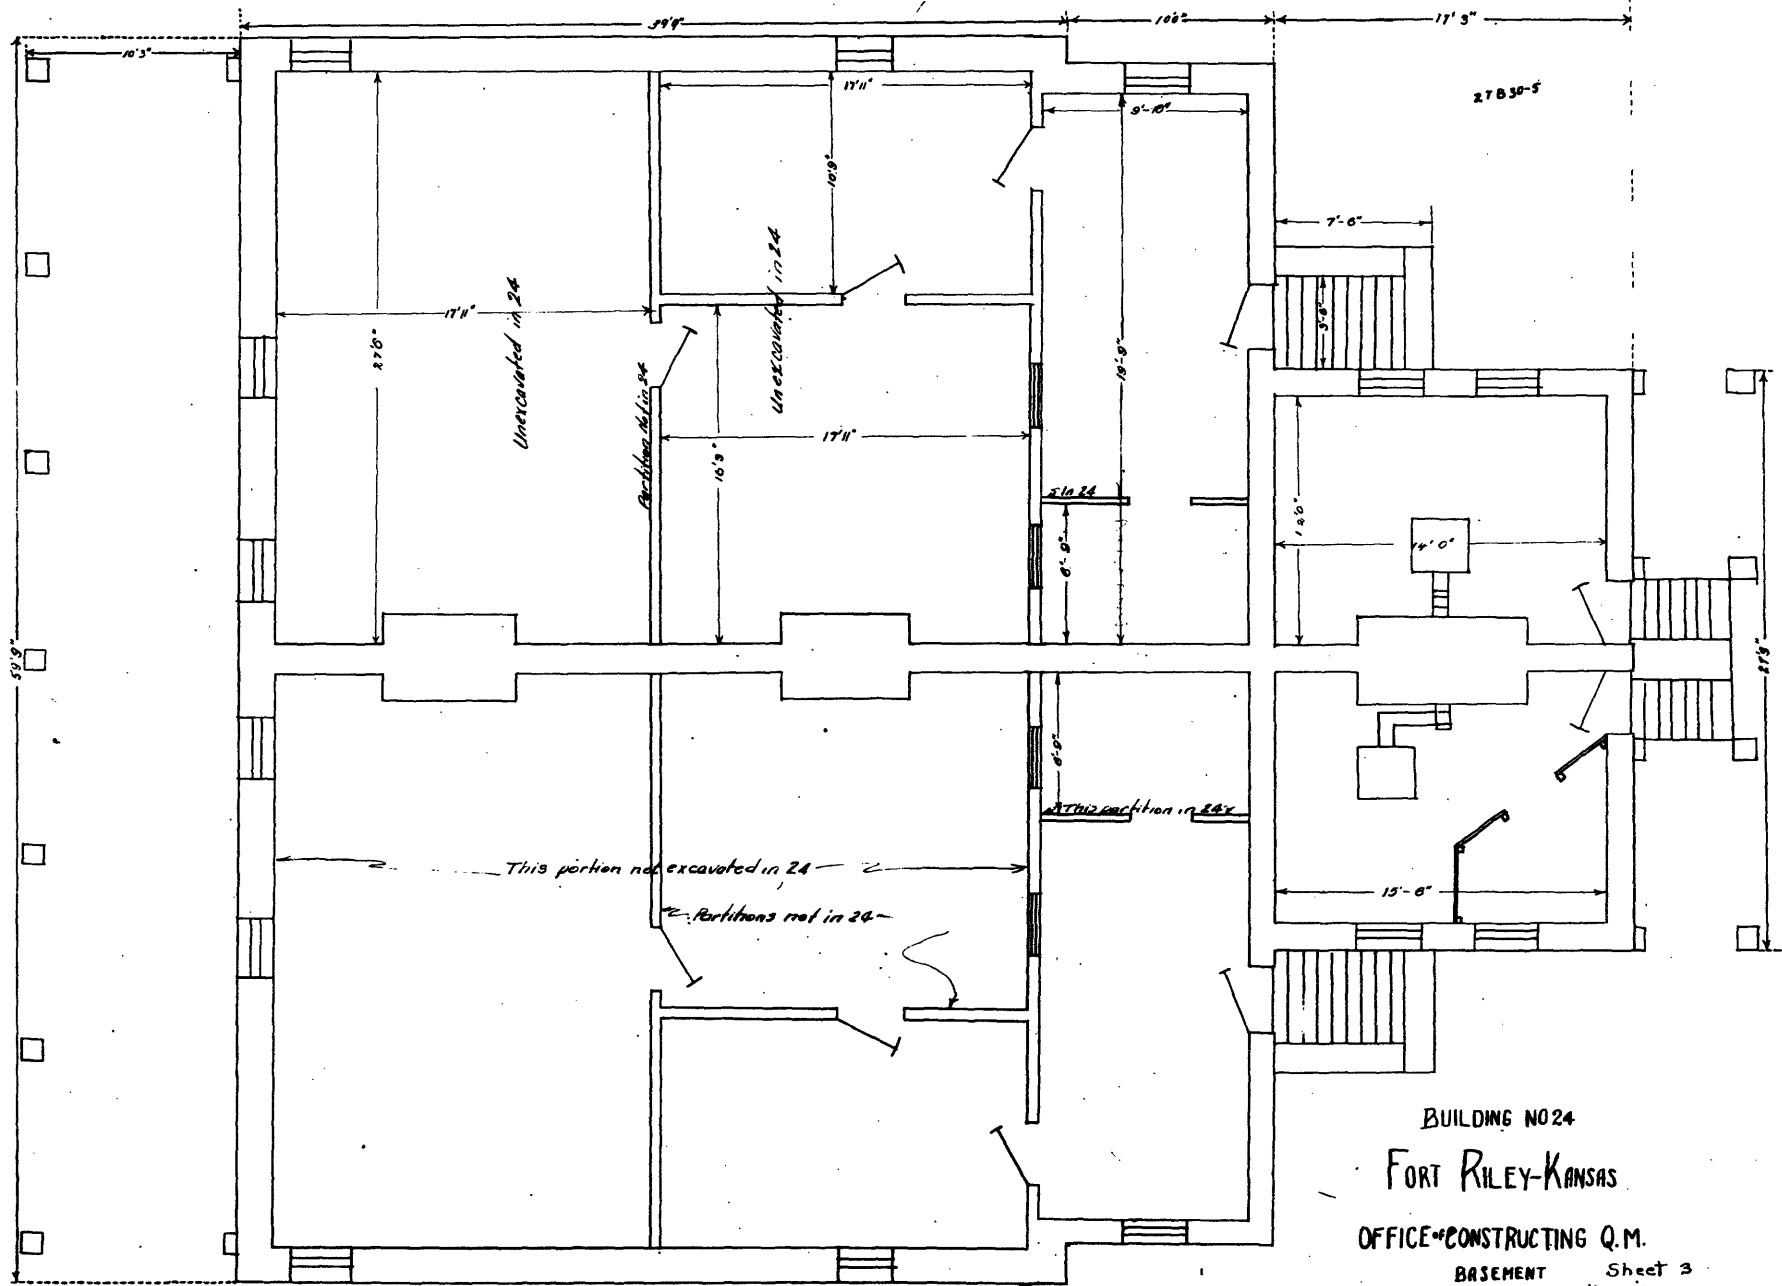 39'9"
10'0"
17'3"
10'3"
27B30-5
17'11"
9'-10"
10'9"
7'-6"
17'11"
27'6"
Unexcavated in 24
Unexcavated in 24
Partition Not in 24
19'-9"
17'11"
16'3"
In 24
6'-9"
12'0"
14'0"
59'9"
27'9"
6'-9"
This partition in 24
This portion not excavated in 24
15'-6"
Partitions not in 24
BUILDING NO 24
FORT RILEY-KANSAS
OFFICE of CONSTRUCTING Q.M.
BASEMENT Sheet 3